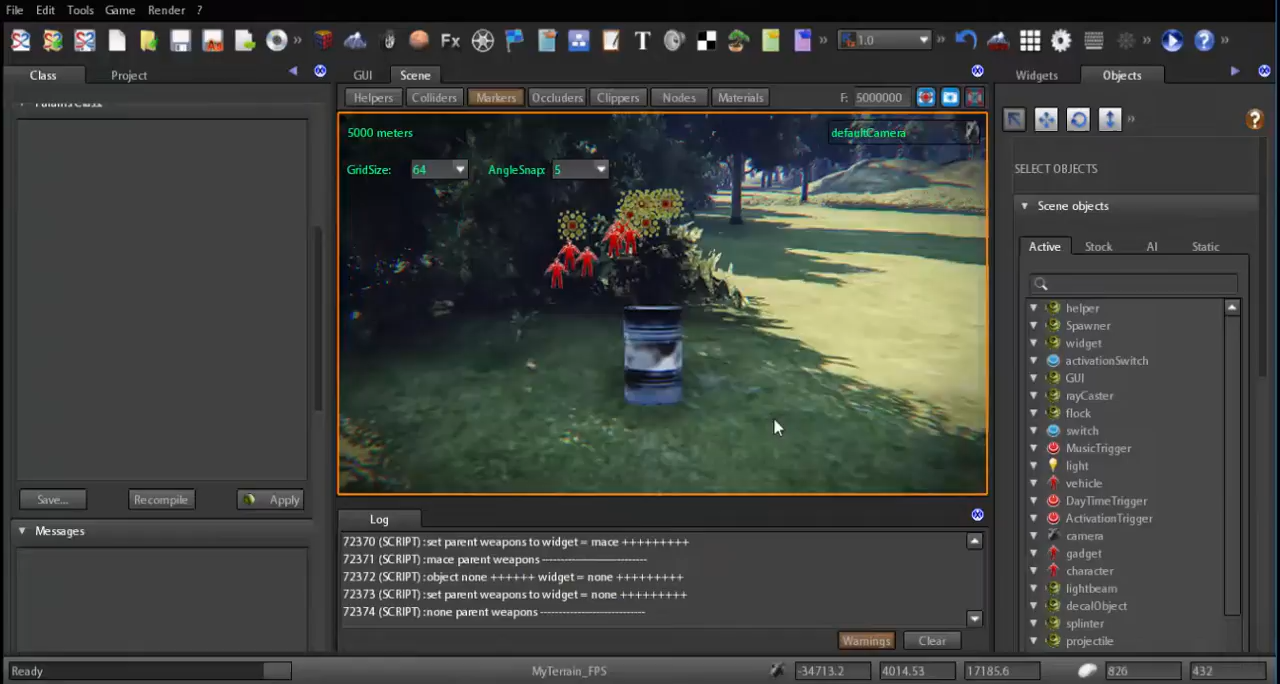 File Edit Tools Game Render ?
Fx T 1.0
Class Project GUI Scene Widgets Objects
Helpers Colliders Markers Occluders Clippers Nodes Materials F: 5000000
5000 meters defaultCamera
GridSize: 64 AngleSnap: 5
SELECT OBJECTS
Scene objects
Active Stock AI Static
helper
Spawner
widget
activationSwitch
GUI
rayCaster
flock
switch
MusicTrigger
light
vehicle
DayTimeTrigger
ActivationTrigger
camera
gadget
character
lightbeam
decalObject
splinter
projectile
Save... Recompile Apply
Messages
Log
72370 (SCRIPT) :set parent weapons to widget = mace +++++++++
72371 (SCRIPT) :mace parent weapons -----------------------------
72372 (SCRIPT) :object none ++++++ widget = none +++++++++
72373 (SCRIPT) :set parent weapons to widget = none +++++++++
72374 (SCRIPT) :none parent weapons -----------------------------
Warnings Clear
Ready MyTerrain_FPS -34713.2 4014.53 17185.6 826 432